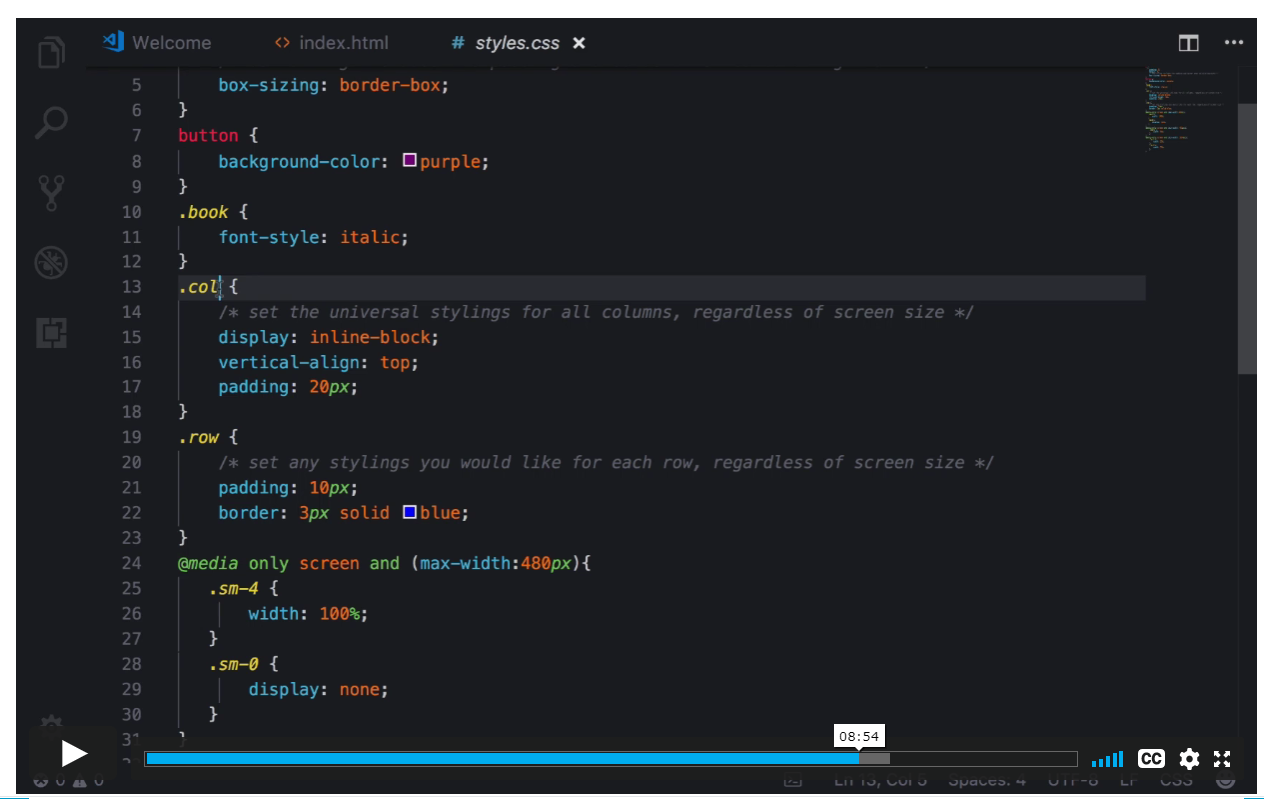 Welcome index.html # styles.css
5 box-sizing: border-box;
6 }
7 button {
8 background-color: purple;
9 }
10 .book {
11 font-style: italic;
12 }
13 .col {
14 /* set the universal stylings for all columns, regardless of screen size */
15 display: inline-block;
16 vertical-align: top;
17 padding: 20px;
18 }
19 .row {
20 /* set any stylings you would like for each row, regardless of screen size */
21 padding: 10px;
22 border: 3px solid blue;
23 }
24 @media only screen and (max-width:480px){
25 .sm-4 {
26 width: 100%;
27 }
28 .sm-0 {
29 display: none;
30 }
31 }
08:54
CC
0 0 Ln 13, Col 5 Spaces: 4 UTF-8 LF CSS